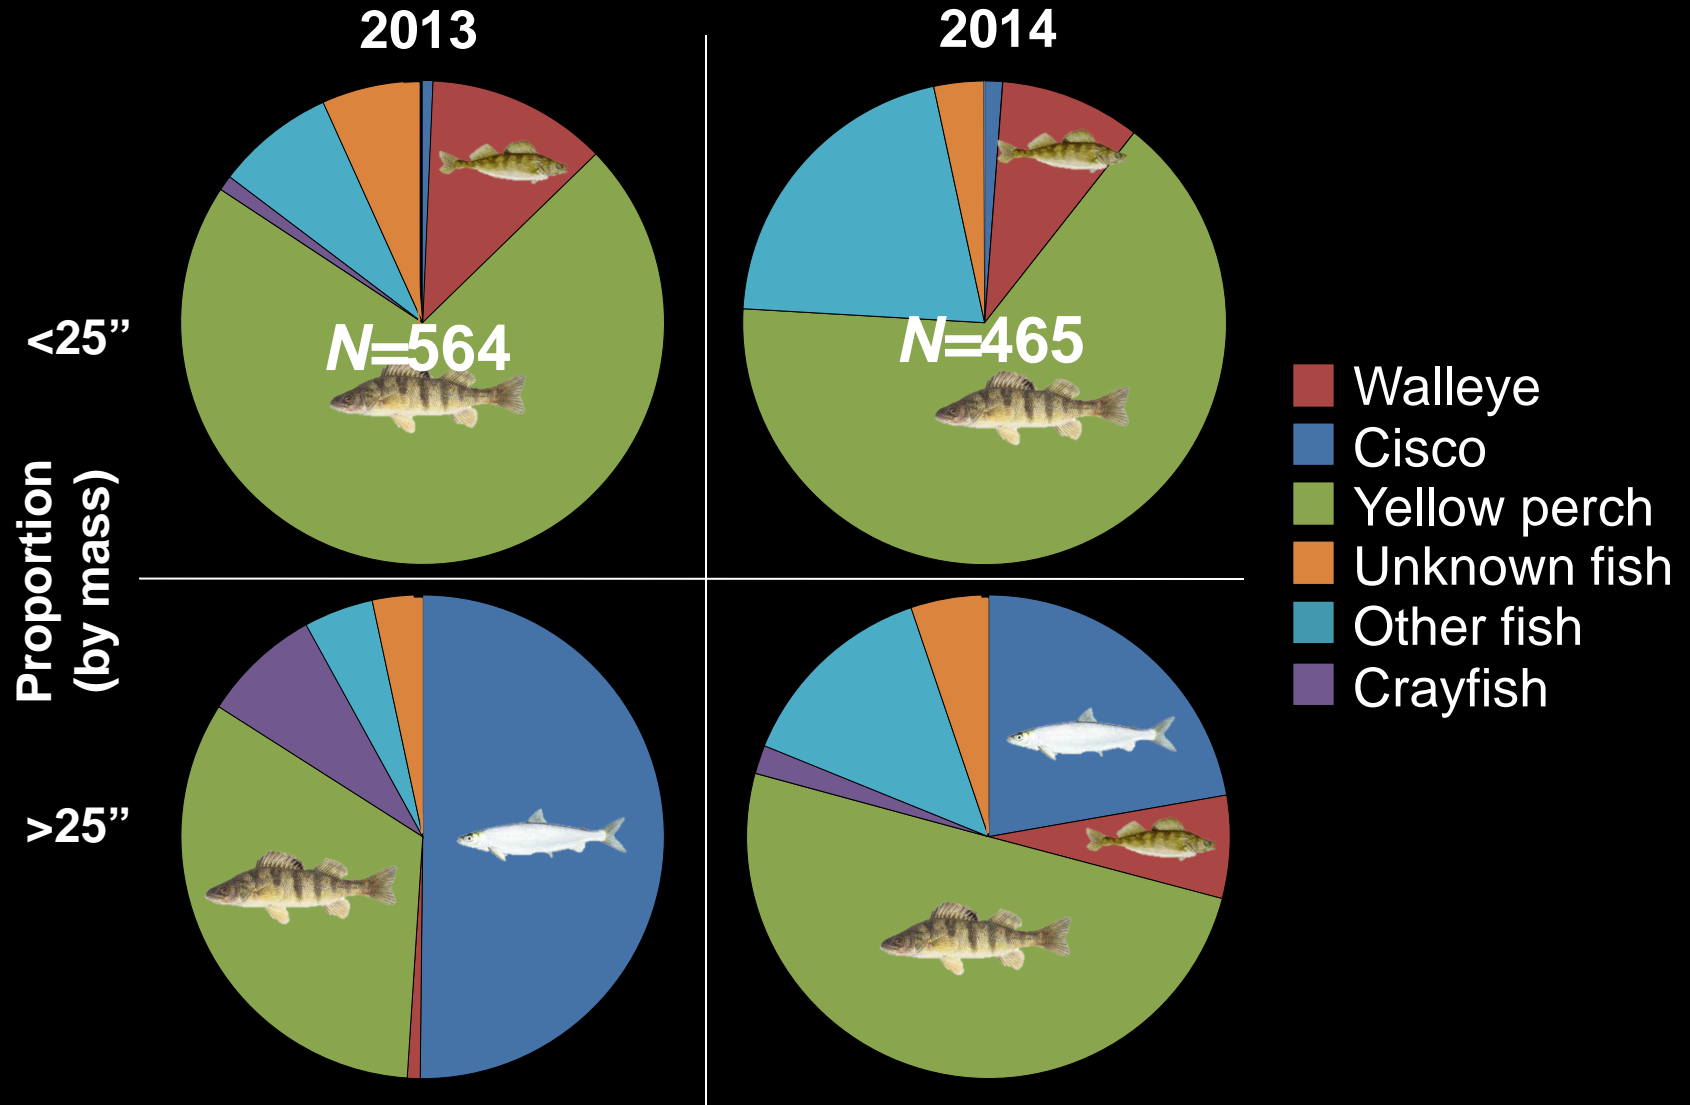 2013
2014
<25”
N=564
N=465
Proportion
(by mass)
>25”
Walleye
Cisco
Yellow perch
Unknown fish
Other fish
Crayfish